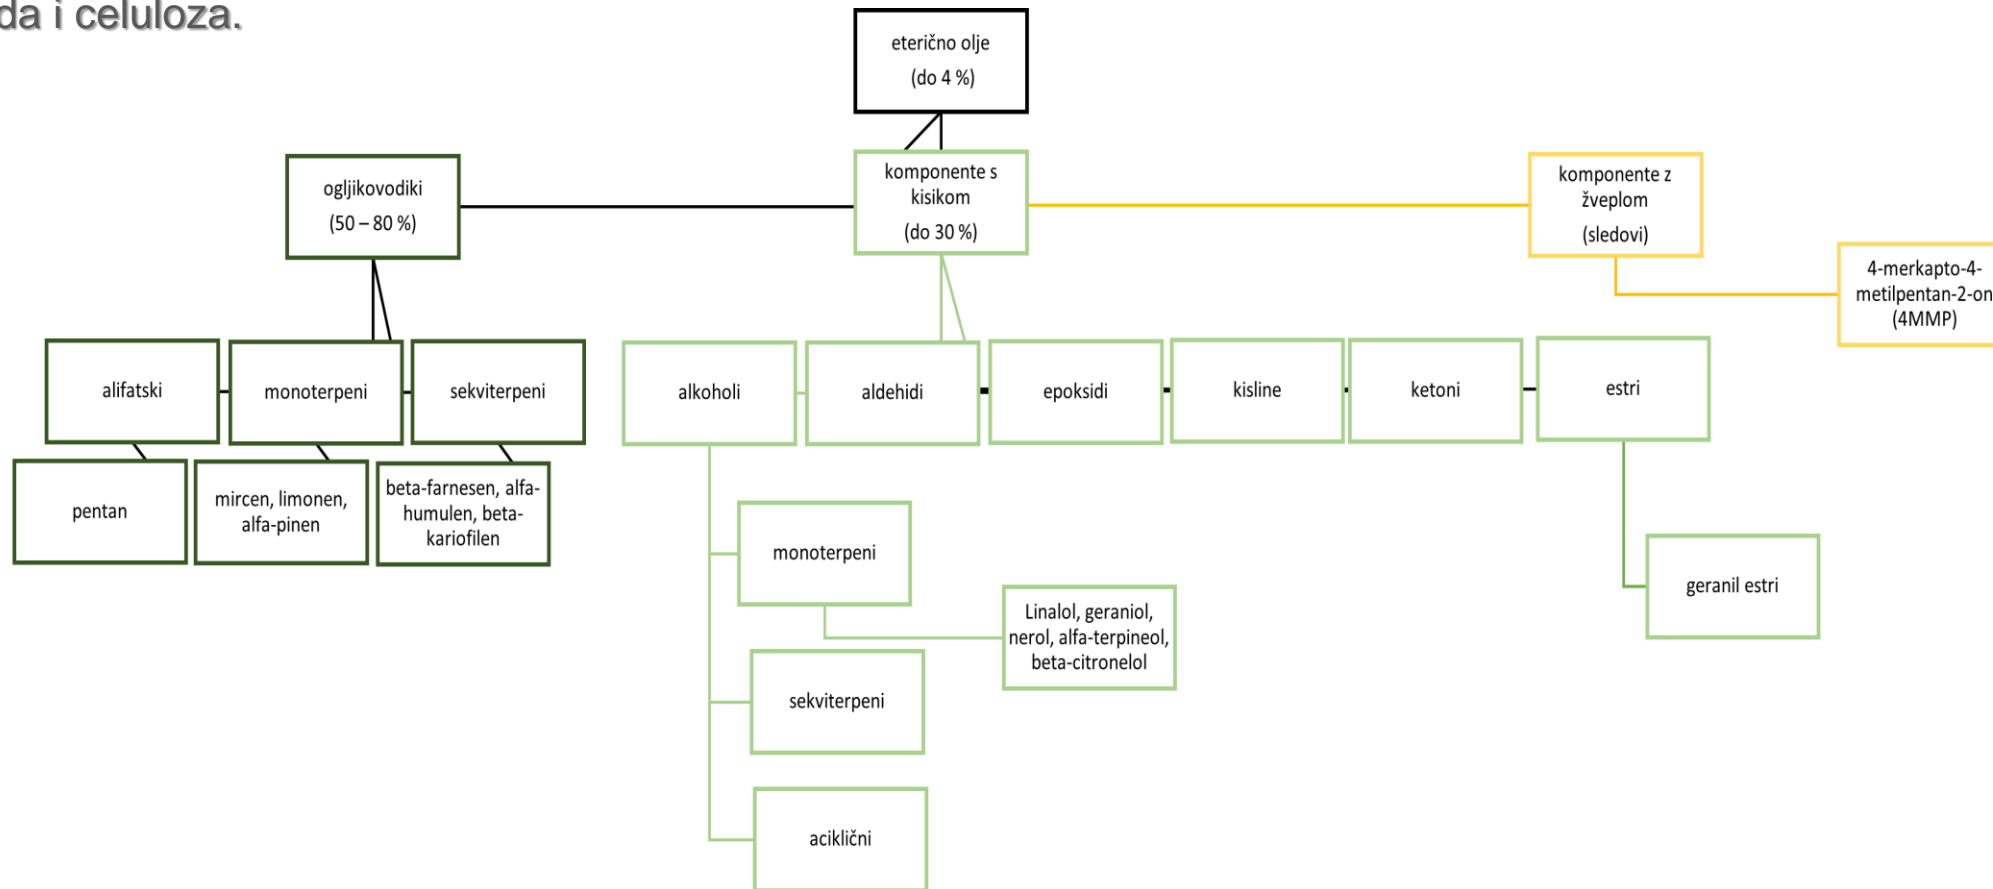 da i celuloza.
eterično olje
(do 4 %)
ogljikovodiki
(50 – 80 %)
komponente s
kisikom
(do 30 %)
komponente z
žveplom
(sledovi)
4-merkapto-4-
metilpentan-2-on
(4MMP)
alifatski
monoterpeni
sekviterpeni
alkoholi
aldehidi
epoksidi
kisline
ketoni
estri
pentan
mircen, limonen,
alfa-pinen
beta-farnesen, alfa-
humulen, beta-
kariofilen
monoterpeni
Linalol, geraniol,
nerol, alfa-terpineol,
beta-citronelol
geranil estri
sekviterpeni
aciklični